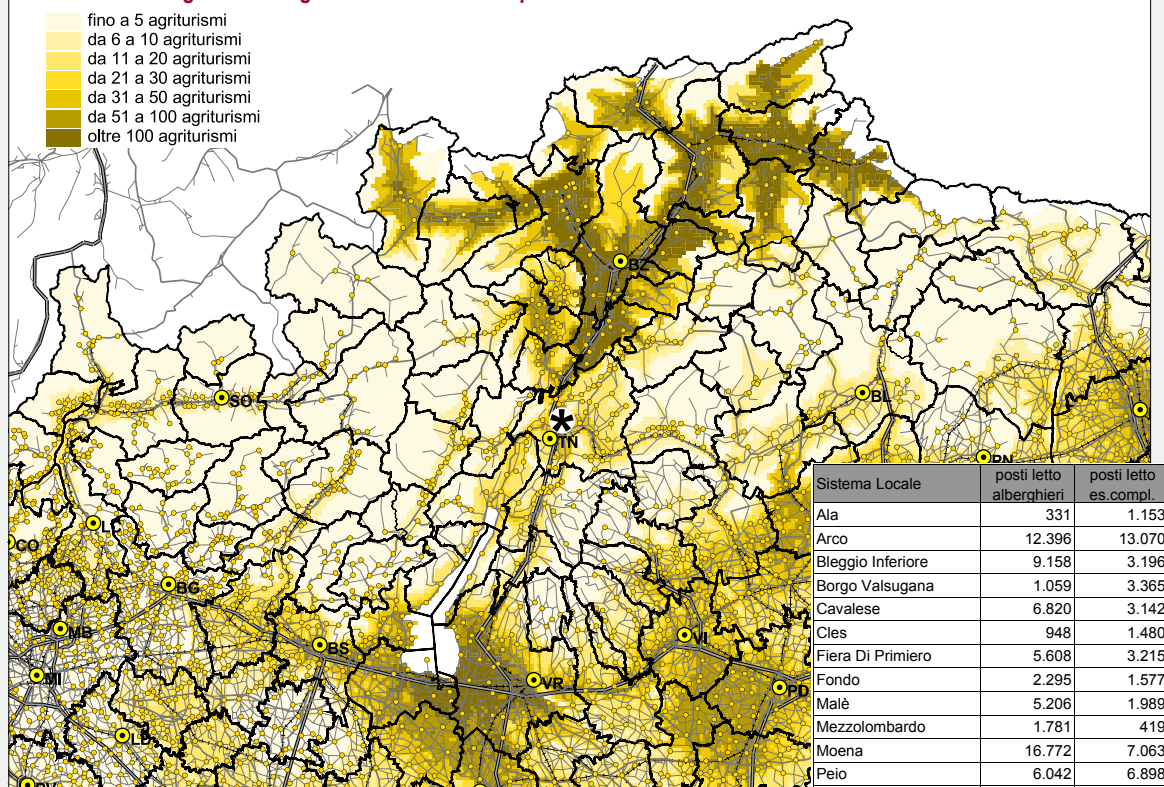 fino a 5 agriturismi
da 6 a 10 agriturismi
da 11 a 20 agriturismi
da 21 a 30 agriturismi
da 31 a 50 agriturismi
da 51 a 100 agriturismi
oltre 100 agriturismi
BZ
SO
*
TN
BL
PN
LC
CO
BG
MB
BS
VI
MI
VR
PD
Sistema Locale posti letto alberghieri posti letto es.compl.
Ala 331 1.153
Arco 12.396 13.070
Bleggio Inferiore 9.158 3.196
Borgo Valsugana 1.059 3.365
Cavalese 6.820 3.142
Cles 948 1.480
Fiera Di Primiero 5.608 3.215
Fondo 2.295 1.577
Malè 5.206 1.989
Mezzolombardo 1.781 419
Moena 16.772 7.063
Peio 6.042 6.898